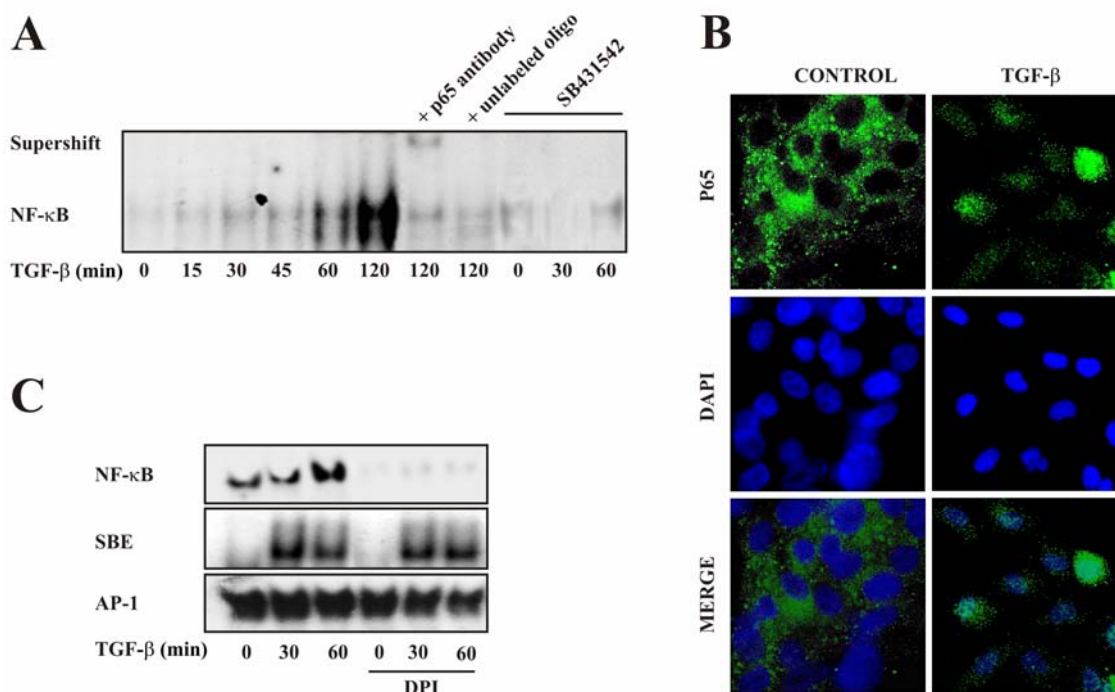 A
+ p65 antibody
+ unlabeled oligo
SB431542
Supershift
NF-κB
TGF-β (min) 0 15 30 45 60 120 120 120 0 30 60
B
CONTROL TGF-β
P65
DAPI
MERGE
C
NF-κB
SBE
AP-1
TGF-β (min) 0 30 60 0 30 60
DPI